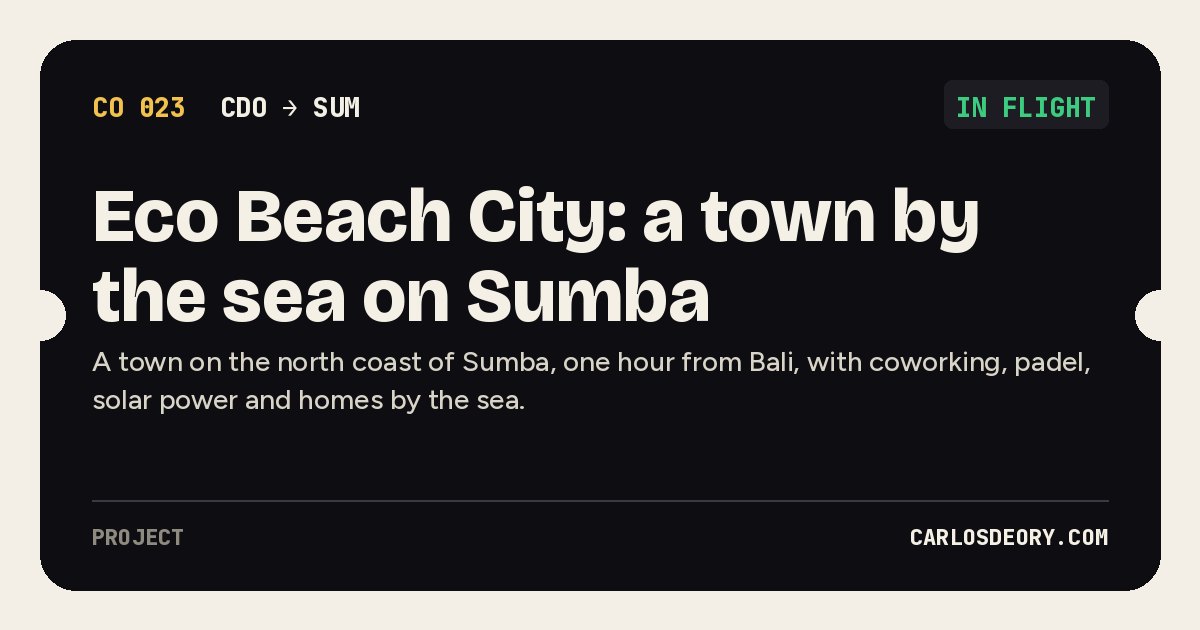 CO 023 CDO → SUM
IN FLIGHT
Eco Beach City: a town by
the sea on Sumba
A town on the north coast of Sumba, one hour from Bali, with coworking, padel,
solar power and homes by the sea.
PROJECT
CARLOSDEORY.COM